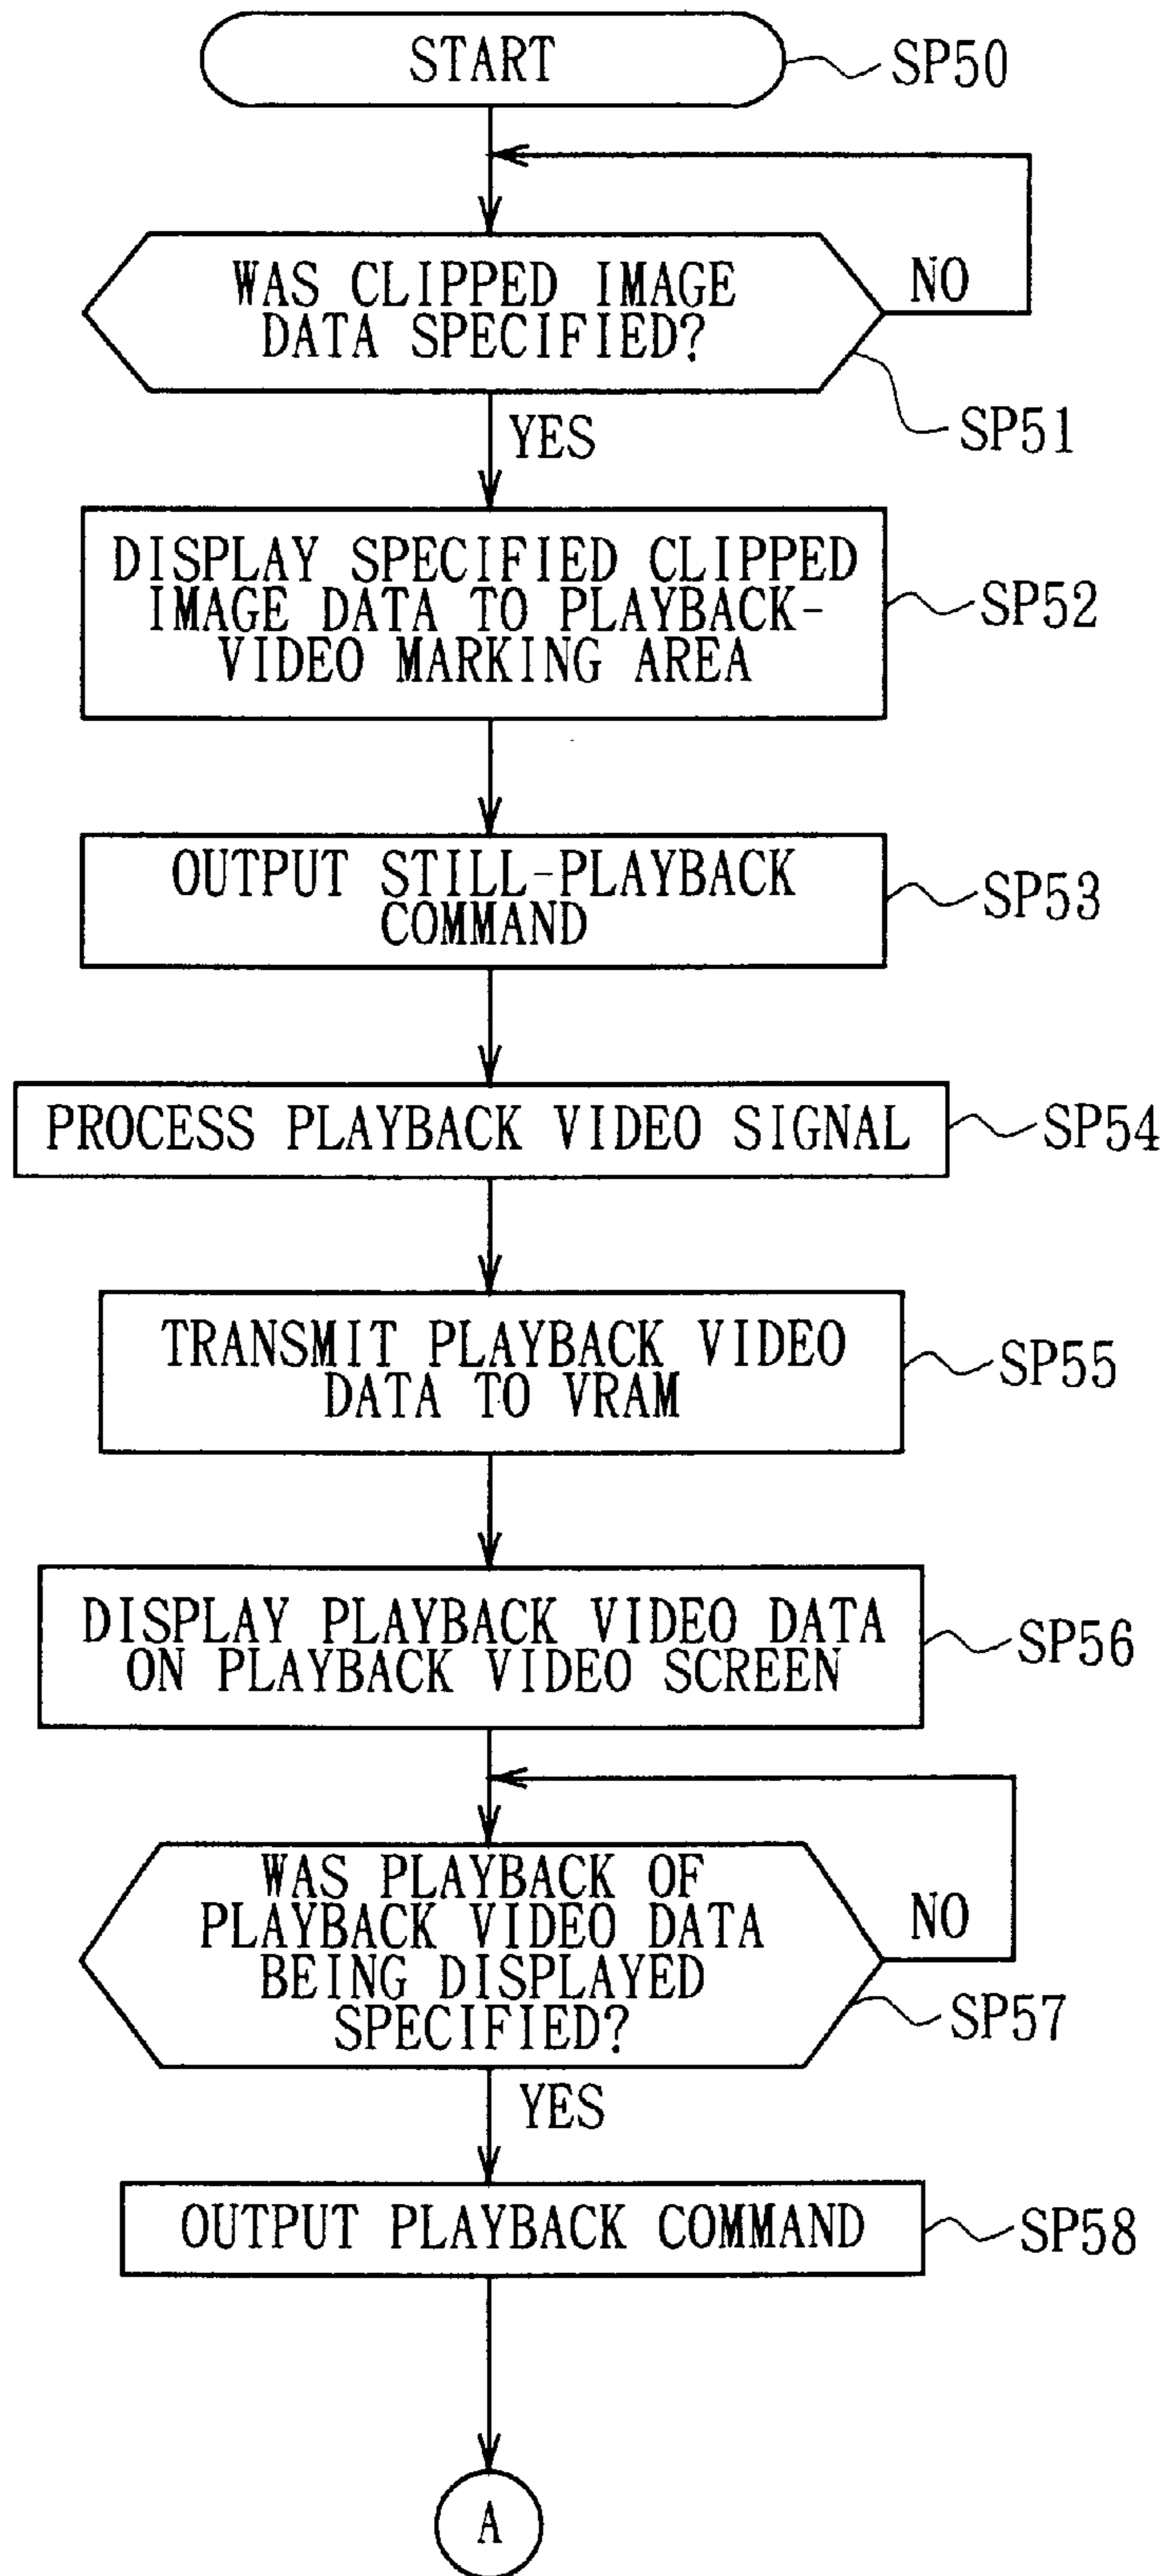 START
SP50
WAS CLIPPED IMAGE
DATA SPECIFIED?
NO
SP51
YES
DISPLAY SPECIFIED CLIPPED
IMAGE DATA TO PLAYBACK-
VIDEO MARKING AREA
SP52
OUTPUT STILL-PLAYBACK
COMMAND
SP53
PROCESS PLAYBACK VIDEO SIGNAL
SP54
TRANSMIT PLAYBACK VIDEO
DATA TO VRAM
SP55
DISPLAY PLAYBACK VIDEO DATA
ON PLAYBACK VIDEO SCREEN
SP56
WAS PLAYBACK OF
PLAYBACK VIDEO DATA
BEING DISPLAYED
SPECIFIED?
NO
SP57
YES
OUTPUT PLAYBACK COMMAND
SP58
A